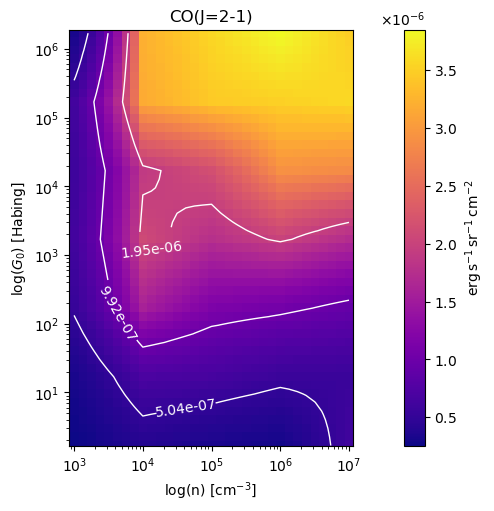 CO(J=2-1)
×10⁻⁶
10⁶
10⁵
10⁴
10³
10²
10¹
log(G₀) [Habing]
1.95e-06
9.92e-07
5.04e-07
10³ 10⁴ 10⁵ 10⁶ 10⁷
log(n) [cm⁻³]
3.5
3.0
2.5
2.0
1.5
1.0
0.5
erg s⁻¹ sr⁻¹ cm⁻²